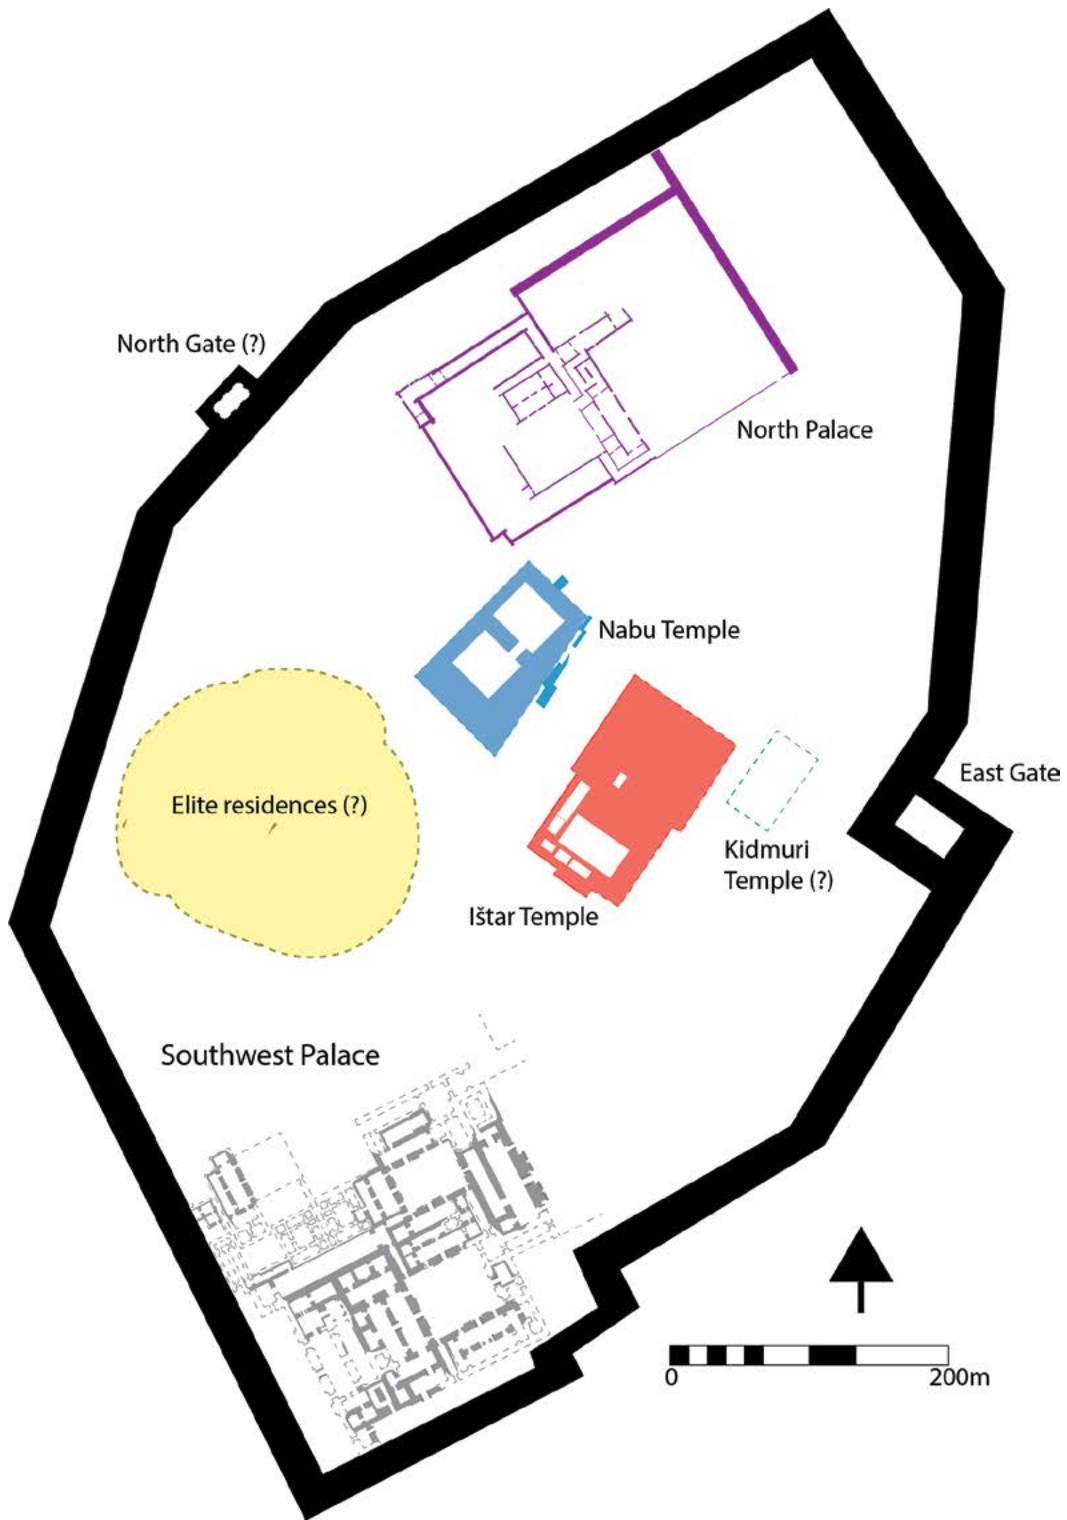 North Gate (?)
North Palace
Nabu Temple
East Gate
Elite residences (?)
Kidmuri
Temple (?)
Ištar Temple
Southwest Palace
0
200m